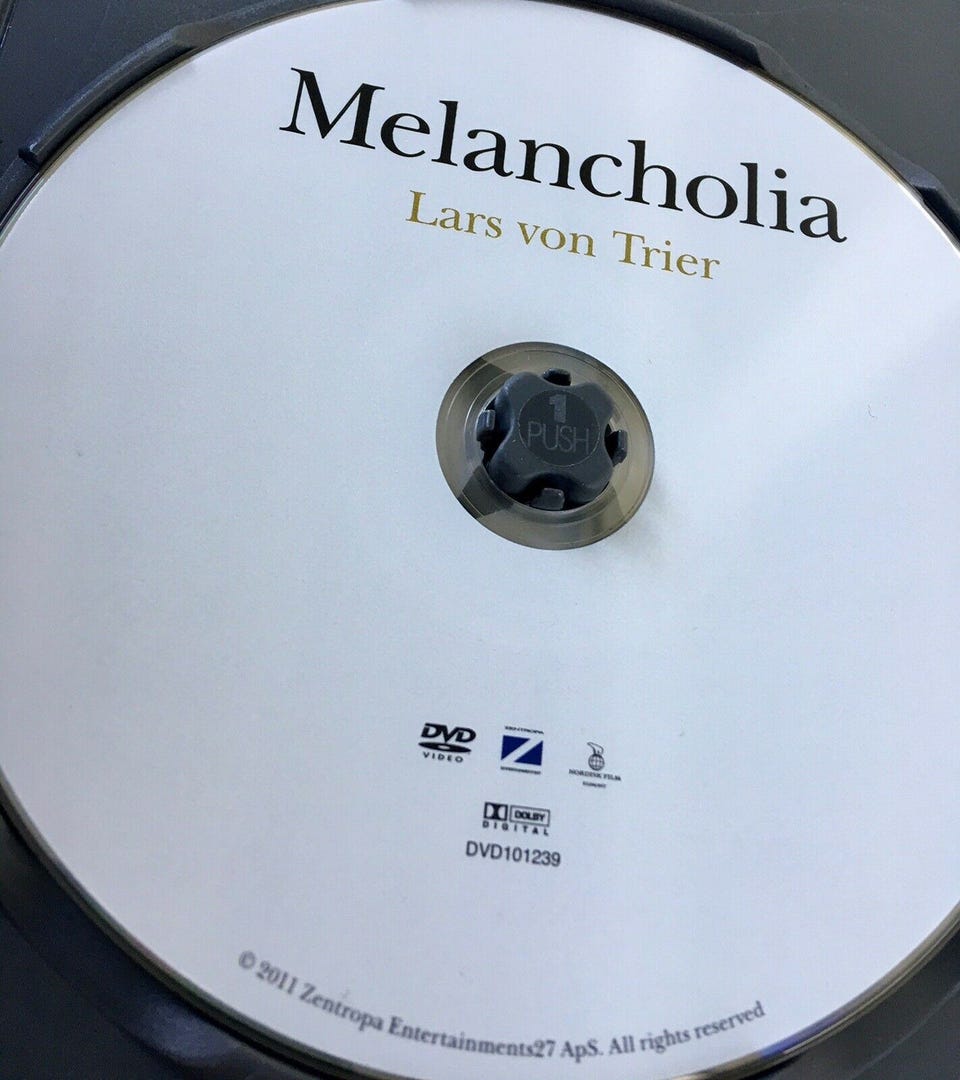 Melancholia
Lars von Trier
1
PUSH
DVD
VIDEO
ZENTROPA
NORDISK FILM
DOLBY
DIGITAL
DVD101239
© 2011 Zentropa Entertainments27 ApS. All rights reserved